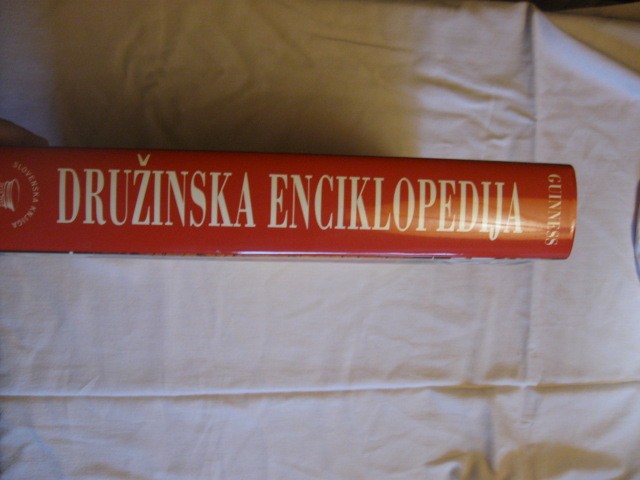 SLOVENSKA KNJIGA
DRUŽINSKA ENCIKLOPEDIJA
GUINNESS